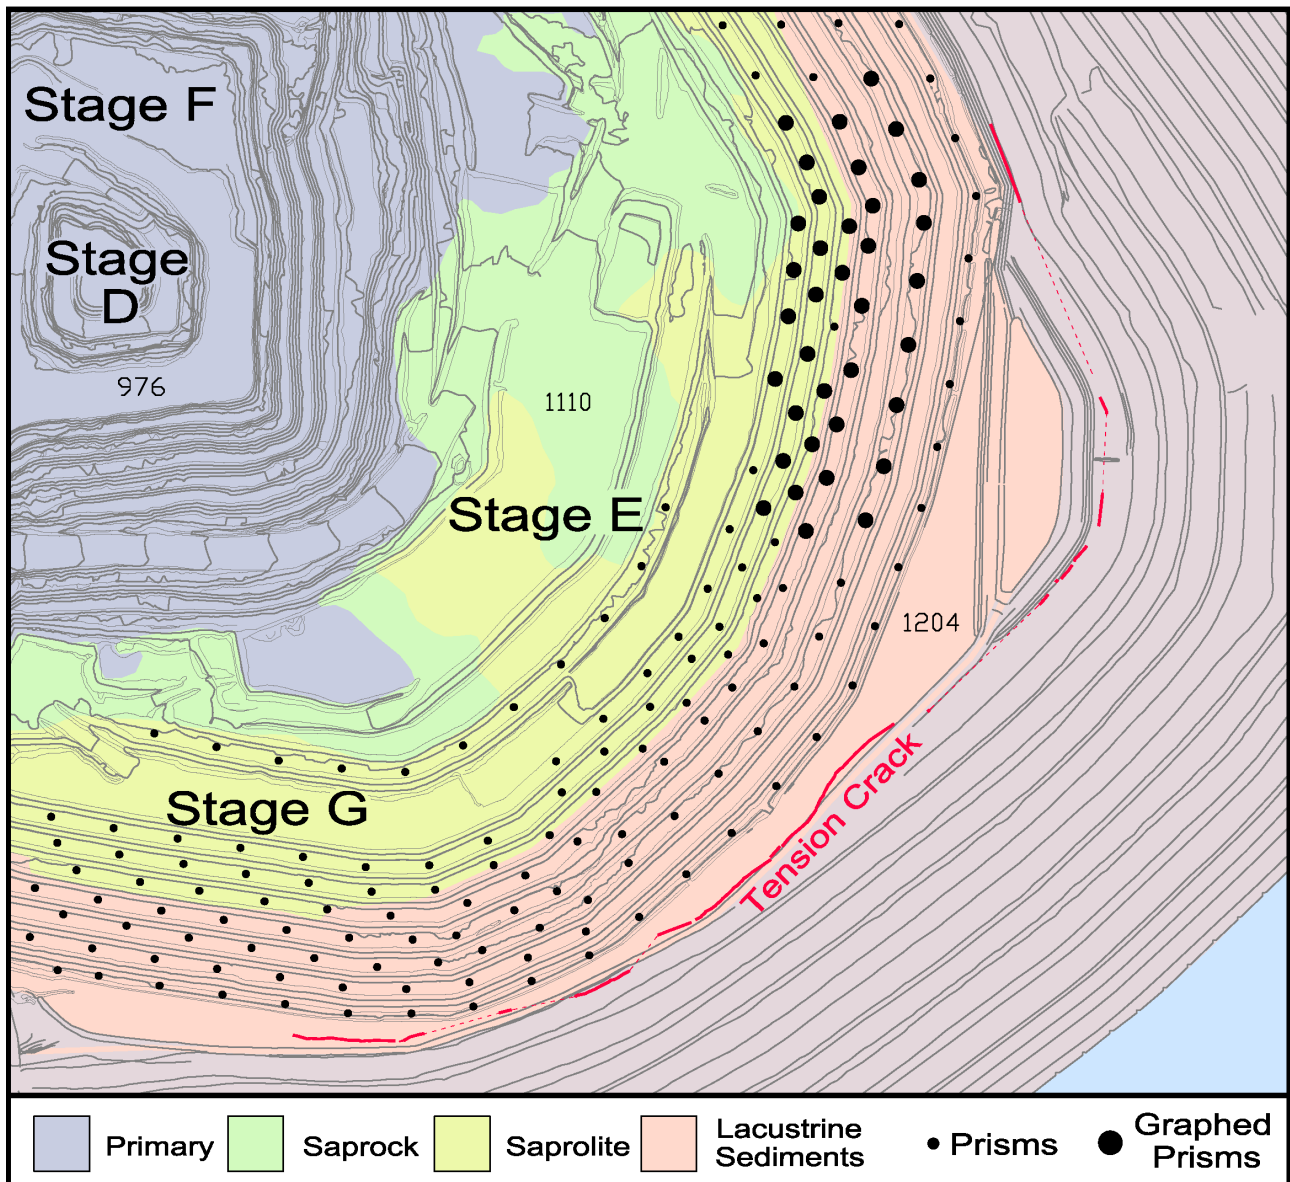 Stage F
Stage
D
976
1110
Stage E
1204
Stage G
Tension Crack
Primary
Saprock
Saprolite
Lacustrine
Sediments
Prisms
Graphed
Prisms